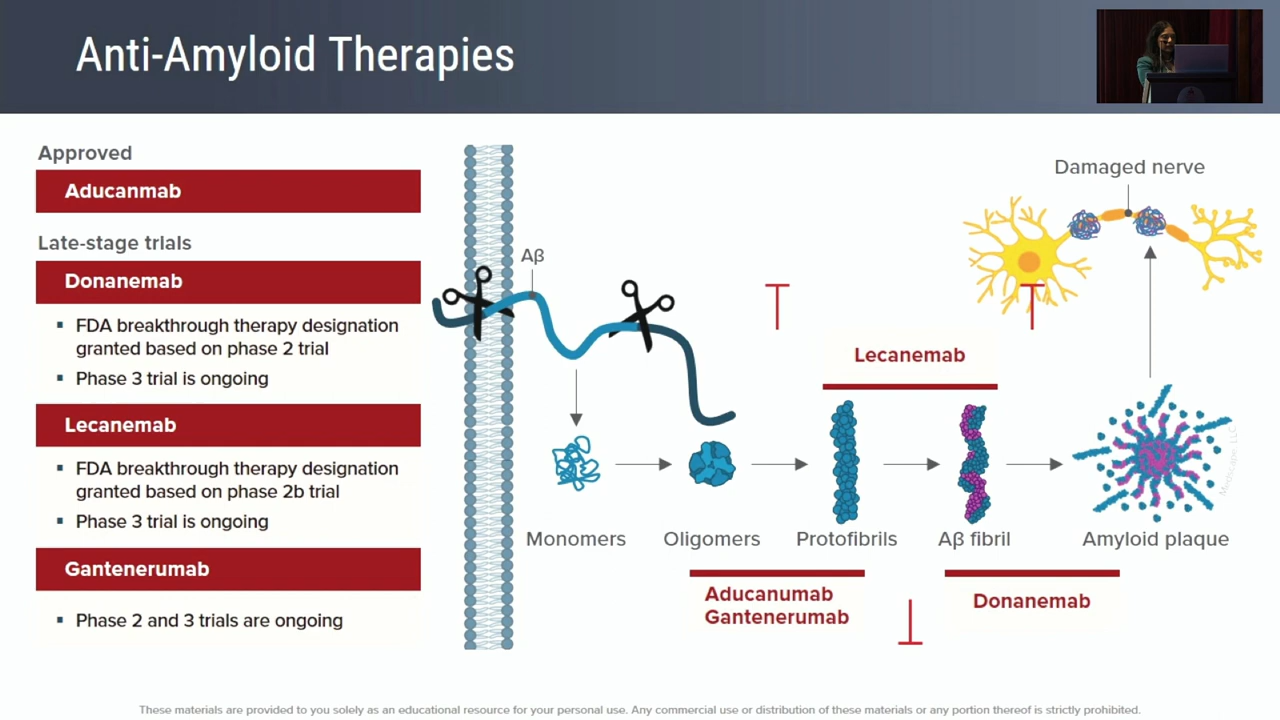 Anti-Amyloid Therapies
Approved
Aducanmab
Late-stage trials
Donanemab
▪ FDA breakthrough therapy designation
granted based on phase 2 trial
▪ Phase 3 trial is ongoing
Lecanemab
▪ FDA breakthrough therapy designation
granted based on phase 2b trial
▪ Phase 3 trial is ongoing
Gantenerumab
▪ Phase 2 and 3 trials are ongoing
Aβ
Damaged nerve
Lecanemab
Monomers
Oligomers
Protofibrils
Aβ fibril
Amyloid plaque
Aducanumab
Gantenerumab
Donanemab
Medscape, LLC
These materials are provided to you solely as an educational resource for your personal use. Any commercial use or distribution of these materials or any portion thereof is strictly prohibited.